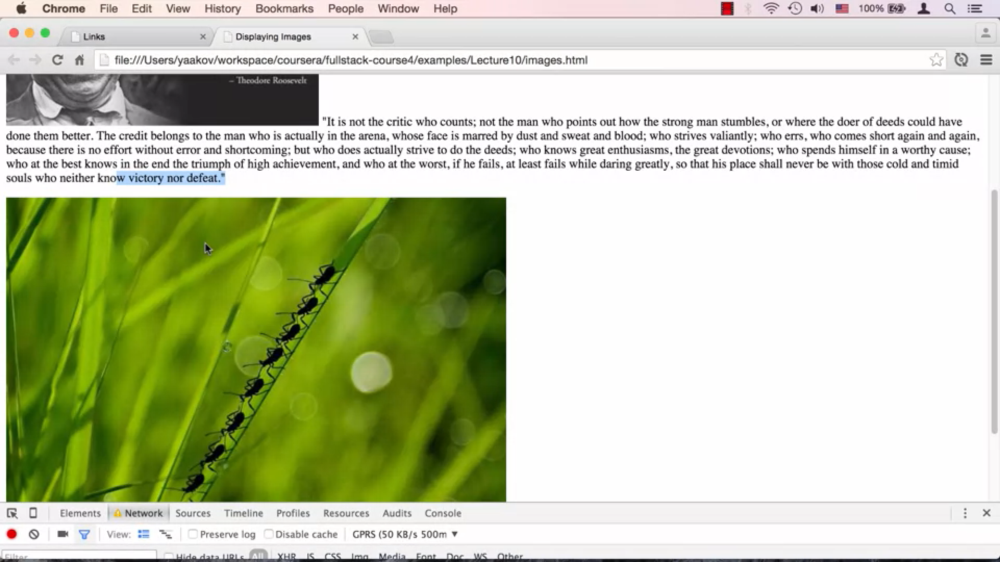 Chrome File Edit View History Bookmarks People Window Help 100%
Links Displaying Images
file:///Users/yaakov/workspace/coursera/fullstack-course4/examples/Lecture10/images.html
– Theodore Roosevelt
"It is not the critic who counts; not the man who points out how the strong man stumbles, or where the doer of deeds could have
done them better. The credit belongs to the man who is actually in the arena, whose face is marred by dust and sweat and blood; who strives valiantly; who errs, who comes short again and again,
because there is no effort without error and shortcoming; but who does actually strive to do the deeds; who knows great enthusiasms, the great devotions; who spends himself in a worthy cause;
who at the best knows in the end the triumph of high achievement, and who at the worst, if he fails, at least fails while daring greatly, so that his place shall never be with those cold and timid
souls who neither know victory nor defeat."
Elements Network Sources Timeline Profiles Resources Audits Console
View: Preserve log Disable cache GPRS (50 KB/s 500m
Filter Hide data URLs All XHR JS CSS Img Media Font Doc WS Other